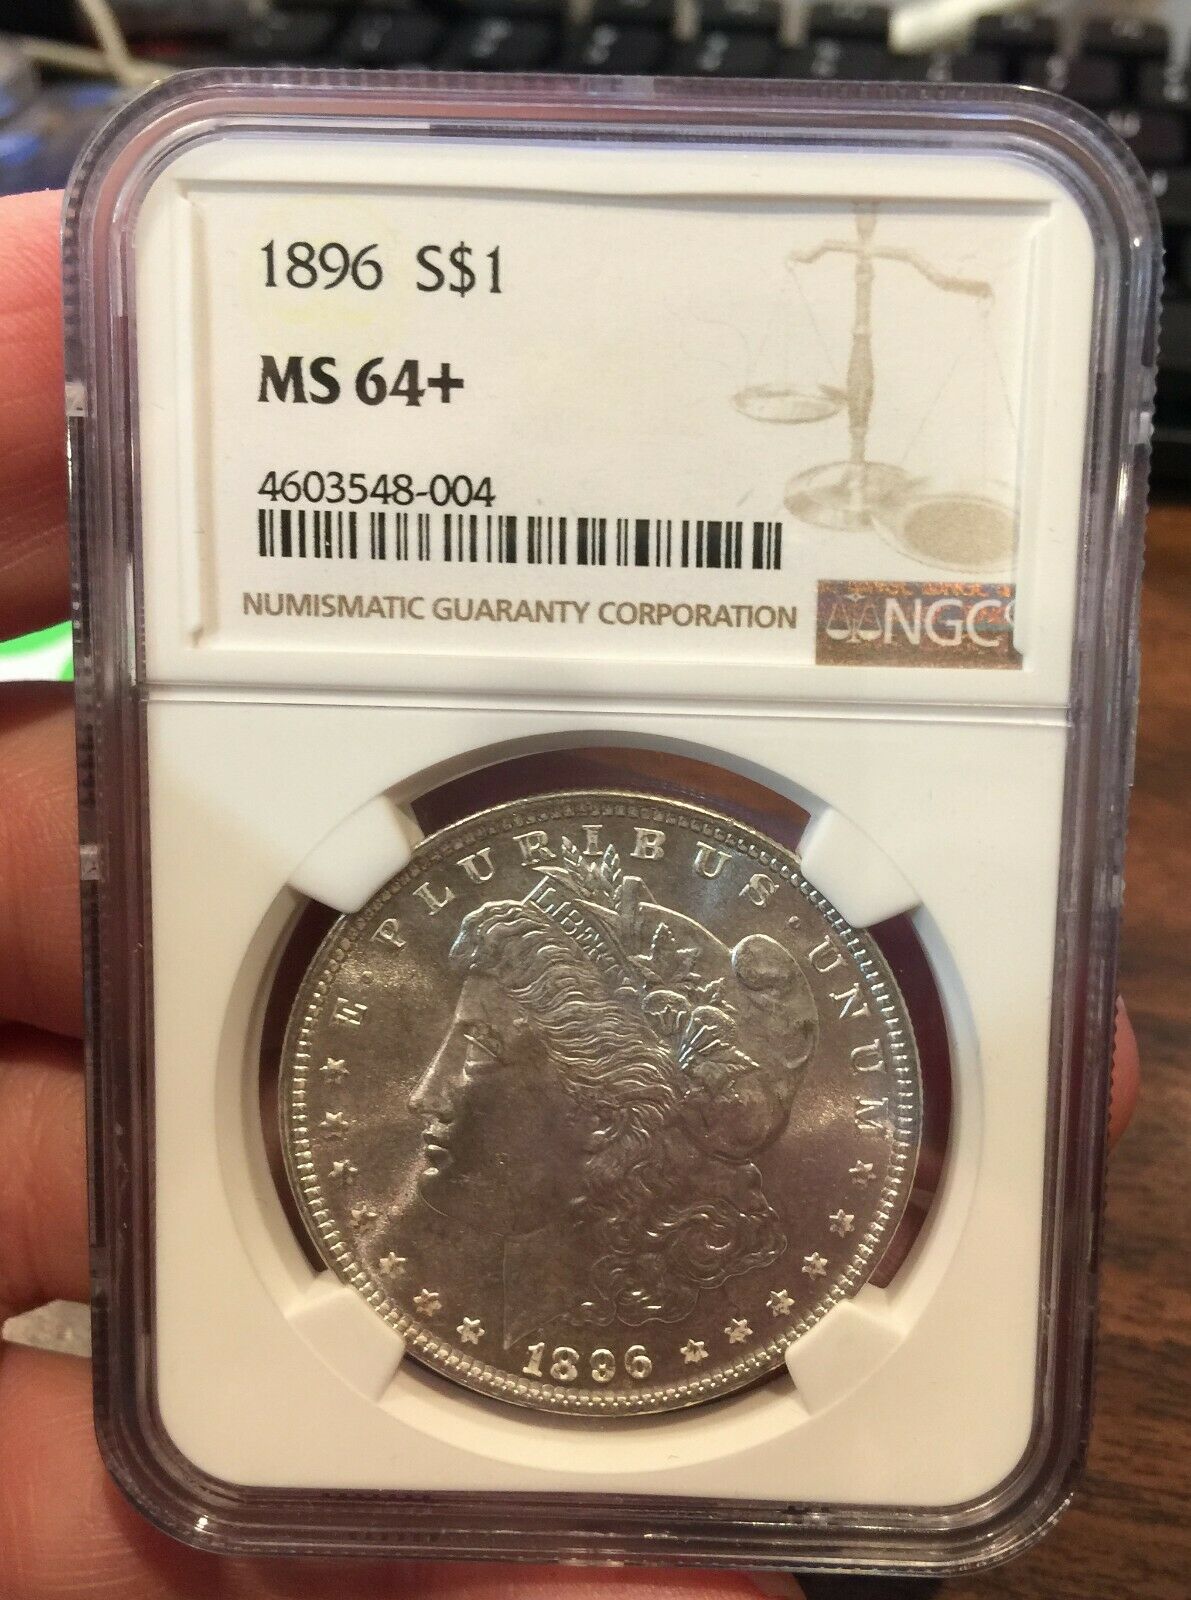 1896 S$1
MS 64+
4603548-004
NUMISMATIC GUARANTY CORPORATION
NGC
E · PLURIBUS · UNUM
LIBERTY
1896